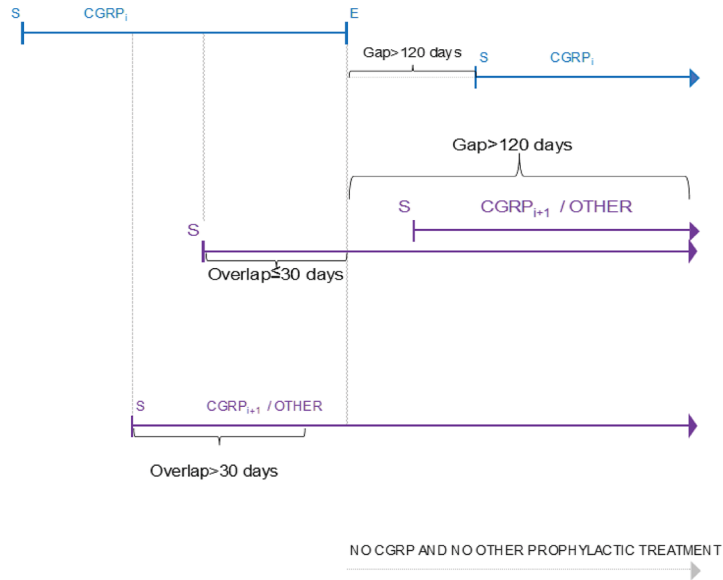 S CGRPi E
Gap>120 days S CGRPi
Gap>120 days
S CGRPi+1 / OTHER
S
Overlap≤30 days
S CGRPi+1 / OTHER
Overlap>30 days
NO CGRP AND NO OTHER PROPHYLACTIC TREATMENT